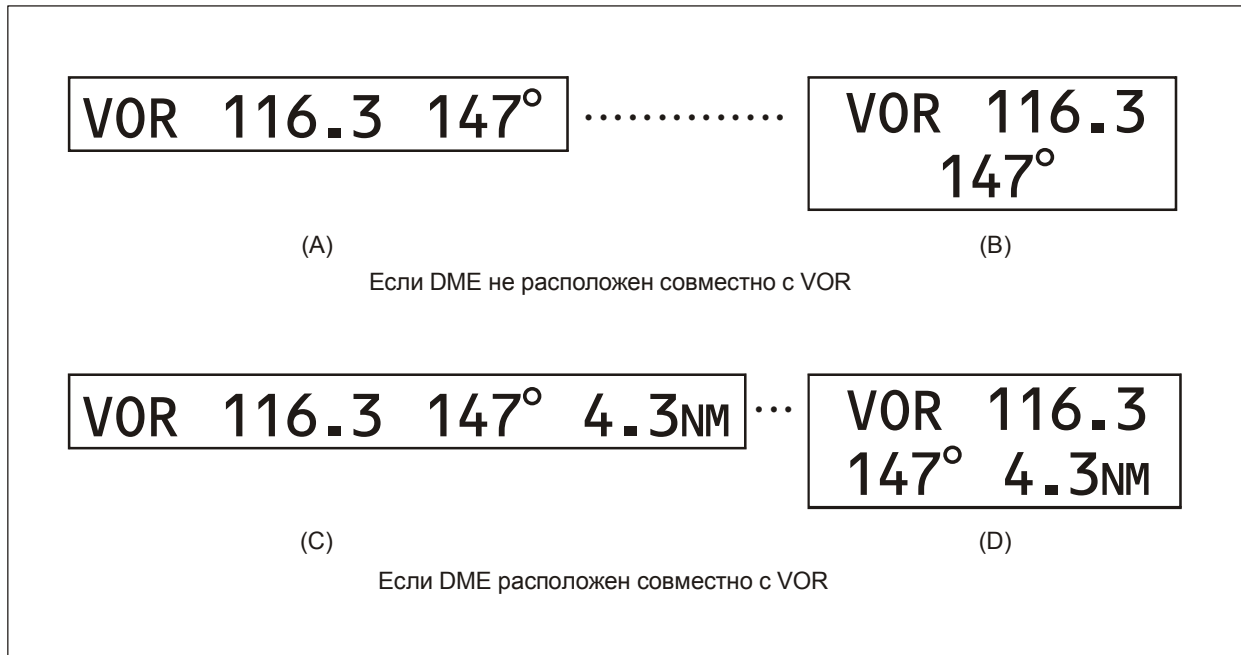 VOR 116.3 147°
VOR 116.3
147°
(A)
(B)
Если DME не расположен совместно с VOR
VOR 116.3 147° 4.3NM
VOR 116.3
147° 4.3NM
(C)
(D)
Если DME расположен совместно с VOR